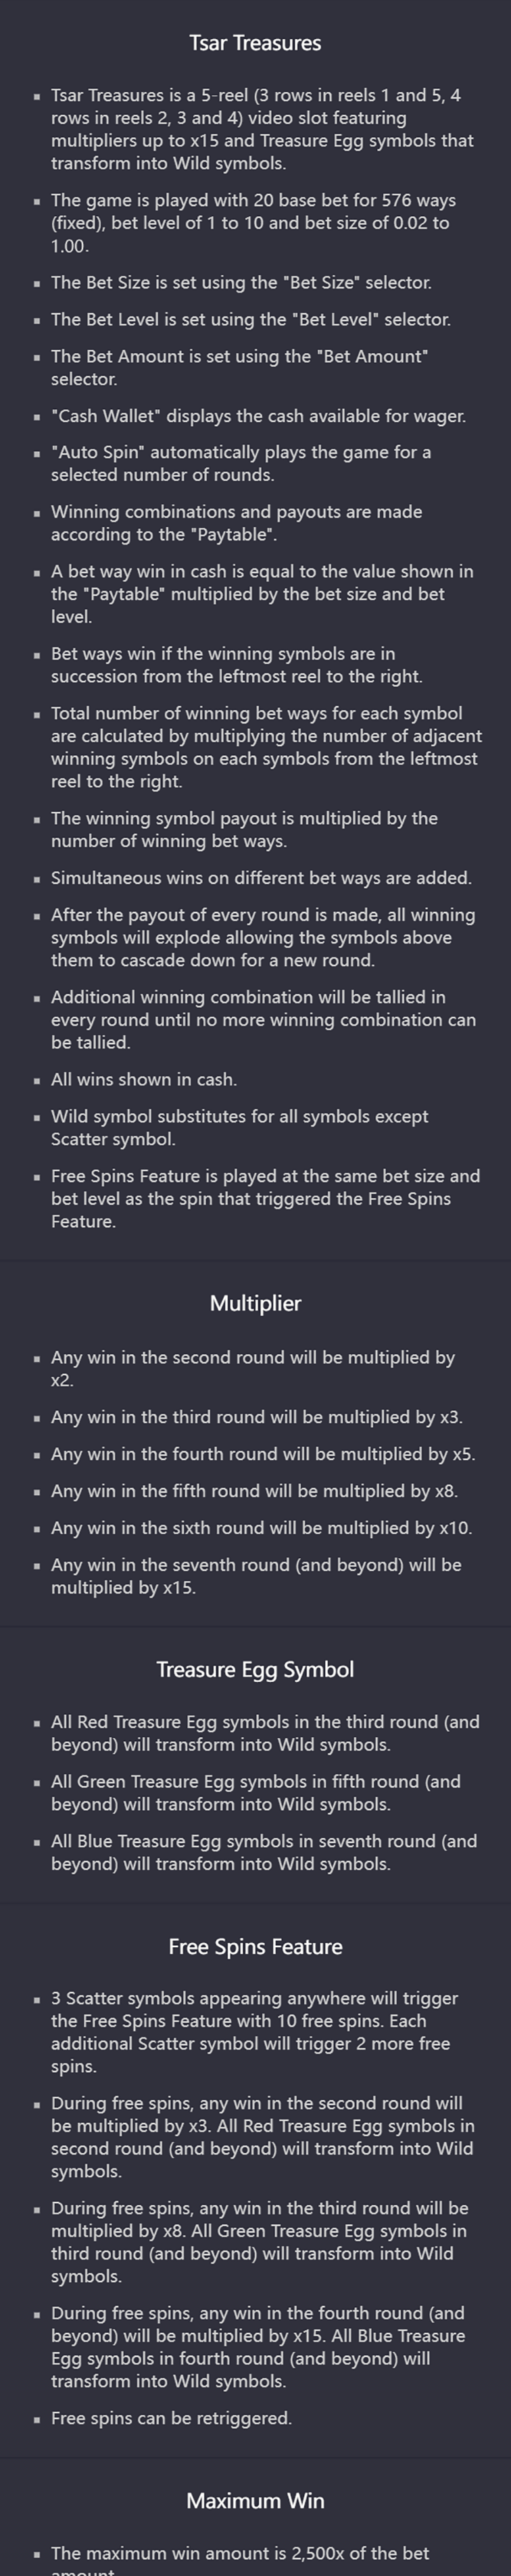 Tsar Treasures
▪ Tsar Treasures is a 5-reel (3 rows in reels 1 and 5, 4
rows in reels 2, 3 and 4) video slot featuring
multipliers up to x15 and Treasure Egg symbols that
transform into Wild symbols.
▪ The game is played with 20 base bet for 576 ways
(fixed), bet level of 1 to 10 and bet size of 0.02 to
1.00.
▪ The Bet Size is set using the "Bet Size" selector.
▪ The Bet Level is set using the "Bet Level" selector.
▪ The Bet Amount is set using the "Bet Amount"
selector.
▪ "Cash Wallet" displays the cash available for wager.
▪ "Auto Spin" automatically plays the game for a
selected number of rounds.
▪ Winning combinations and payouts are made
according to the "Paytable".
▪ A bet way win in cash is equal to the value shown in
the "Paytable" multiplied by the bet size and bet
level.
▪ Bet ways win if the winning symbols are in
succession from the leftmost reel to the right.
▪ Total number of winning bet ways for each symbol
are calculated by multiplying the number of adjacent
winning symbols on each symbols from the leftmost
reel to the right.
▪ The winning symbol payout is multiplied by the
number of winning bet ways.
▪ Simultaneous wins on different bet ways are added.
▪ After the payout of every round is made, all winning
symbols will explode allowing the symbols above
them to cascade down for a new round.
▪ Additional winning combination will be tallied in
every round until no more winning combination can
be tallied.
▪ All wins shown in cash.
▪ Wild symbol substitutes for all symbols except
Scatter symbol.
▪ Free Spins Feature is played at the same bet size and
bet level as the spin that triggered the Free Spins
Feature.
Multiplier
▪ Any win in the second round will be multiplied by
x2.
▪ Any win in the third round will be multiplied by x3.
▪ Any win in the fourth round will be multiplied by x5.
▪ Any win in the fifth round will be multiplied by x8.
▪ Any win in the sixth round will be multiplied by x10.
▪ Any win in the seventh round (and beyond) will be
multiplied by x15.
Treasure Egg Symbol
▪ All Red Treasure Egg symbols in the third round (and
beyond) will transform into Wild symbols.
▪ All Green Treasure Egg symbols in fifth round (and
beyond) will transform into Wild symbols.
▪ All Blue Treasure Egg symbols in seventh round (and
beyond) will transform into Wild symbols.
Free Spins Feature
▪ 3 Scatter symbols appearing anywhere will trigger
the Free Spins Feature with 10 free spins. Each
additional Scatter symbol will trigger 2 more free
spins.
▪ During free spins, any win in the second round will
be multiplied by x3. All Red Treasure Egg symbols in
second round (and beyond) will transform into Wild
symbols.
▪ During free spins, any win in the third round will be
multiplied by x8. All Green Treasure Egg symbols in
third round (and beyond) will transform into Wild
symbols.
▪ During free spins, any win in the fourth round (and
beyond) will be multiplied by x15. All Blue Treasure
Egg symbols in fourth round (and beyond) will
transform into Wild symbols.
▪ Free spins can be retriggered.
Maximum Win
▪ The maximum win amount is 2,500x of the bet